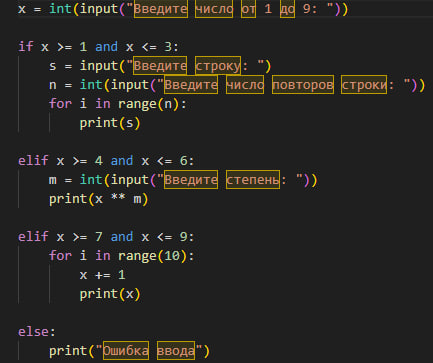 x = int(input("Введите число от 1 до 9: "))
if x >= 1 and x <= 3:
    s = input("Введите строку: ")
    n = int(input("Введите число повторов строки: "))
    for i in range(n):
        print(s)
elif x >= 4 and x <= 6:
    m = int(input("Введите степень: "))
    print(x ** m)
elif x >= 7 and x <= 9:
    for i in range(10):
        x += 1
        print(x)
else:
    print("Ошибка ввода")